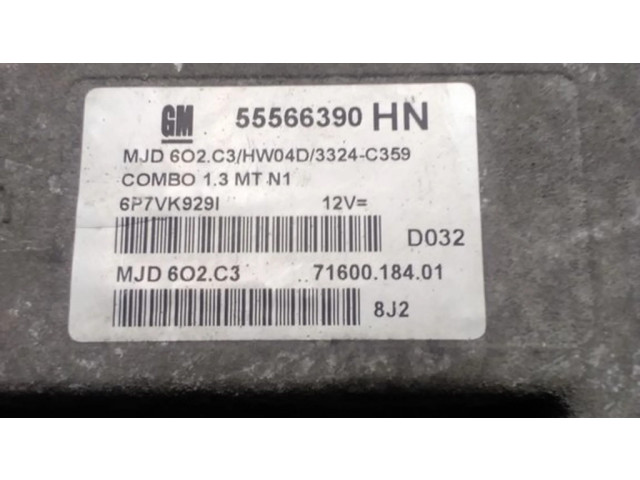 GM 55566390 HN
MJD 6O2.C3/HW04D/3324-C359
COMBO 1.3 MT N1
6P7VK929I 12V=
D032
MJD 6O2.C3 71600.184.01
8J2